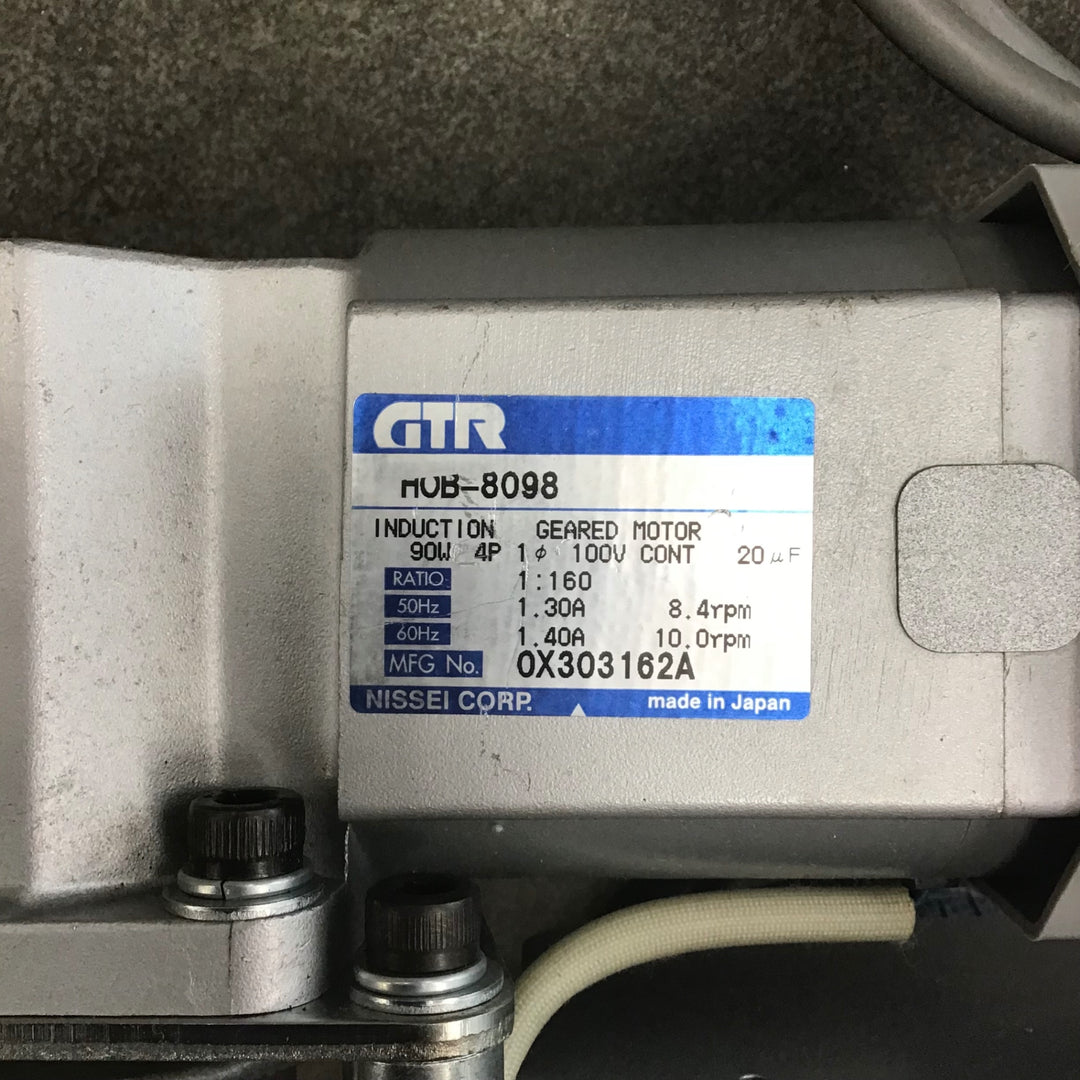 GTR
-8098
INDUCTION GEARED MOTOR
90W 4P 1φ 100V CONT 20μF
RATIO 1:160
50Hz 1.30A 8.4rpm
60Hz 1.40A 10.0rpm
MFG No. 0X303162A
NISSEI CORP. made in Japan